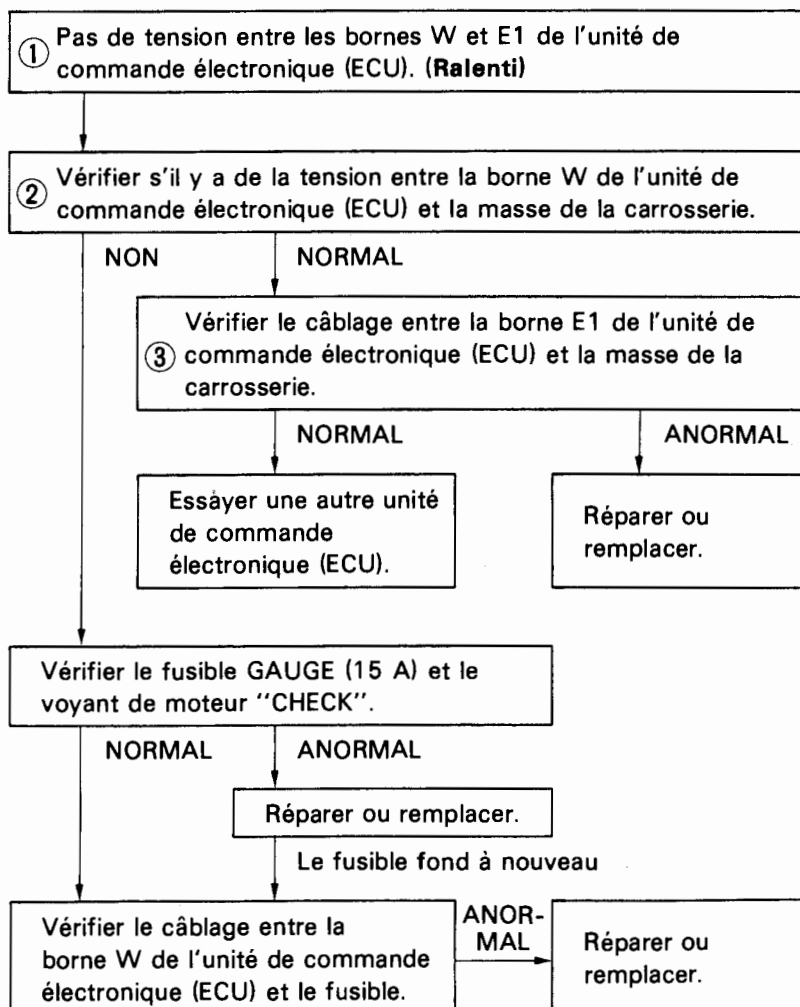 ① Pas de tension entre les bornes W et E1 de l'unité de
commande électronique (ECU). (Ralenti)
② Vérifier s'il y a de la tension entre la borne W de l'unité de
commande électronique (ECU) et la masse de la carrosserie.
NON
NORMAL
Vérifier le câblage entre la borne E1 de l'unité de
③ commande électronique (ECU) et la masse de la
carrosserie.
NORMAL
ANORMAL
Essáyer une autre unité
de commande
électronique (ECU).
Réparer ou
remplacer.
Vérifier le fusible GAUGE (15 A) et le
voyant de moteur "CHECK".
NORMAL
ANORMAL
Réparer ou remplacer.
Le fusible fond à nouveau
Vérifier le câblage entre la
borne W de l'unité de commande
électronique (ECU) et le fusible.
ANOR-
MAL
Réparer ou
remplacer.